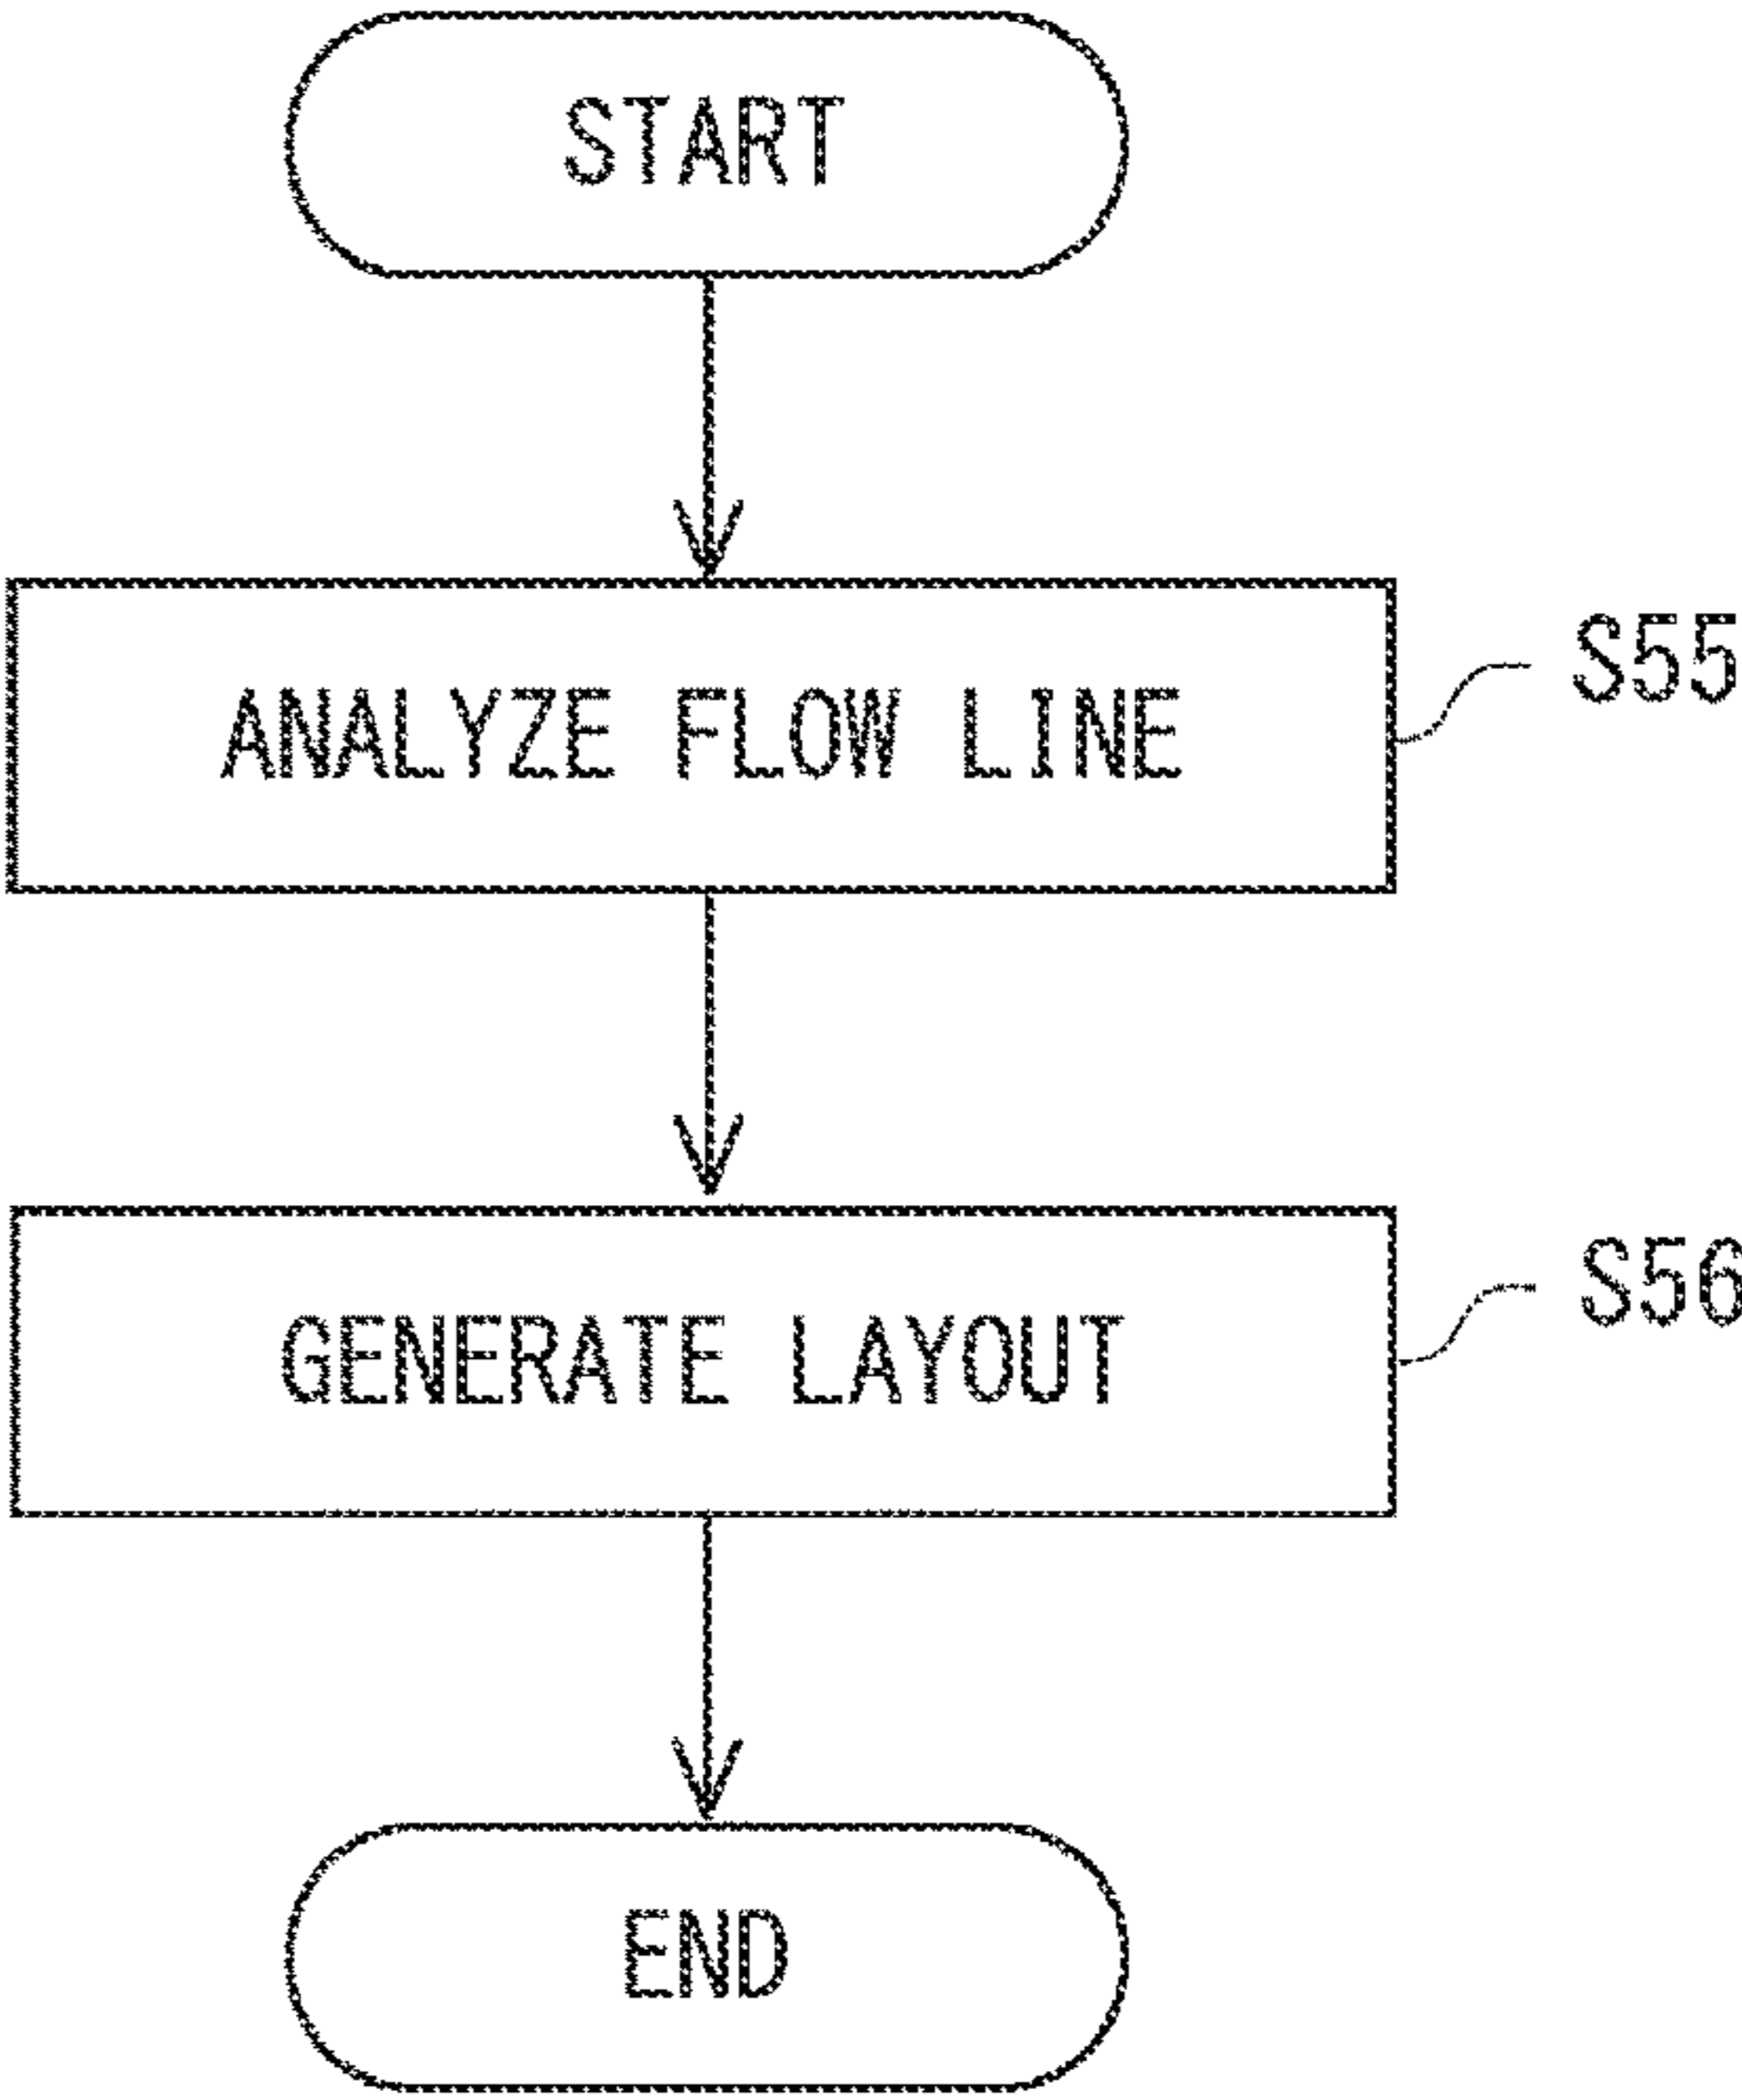 START
ANALYZE FLOW LINE
S55
GENERATE LAYOUT
S56
END